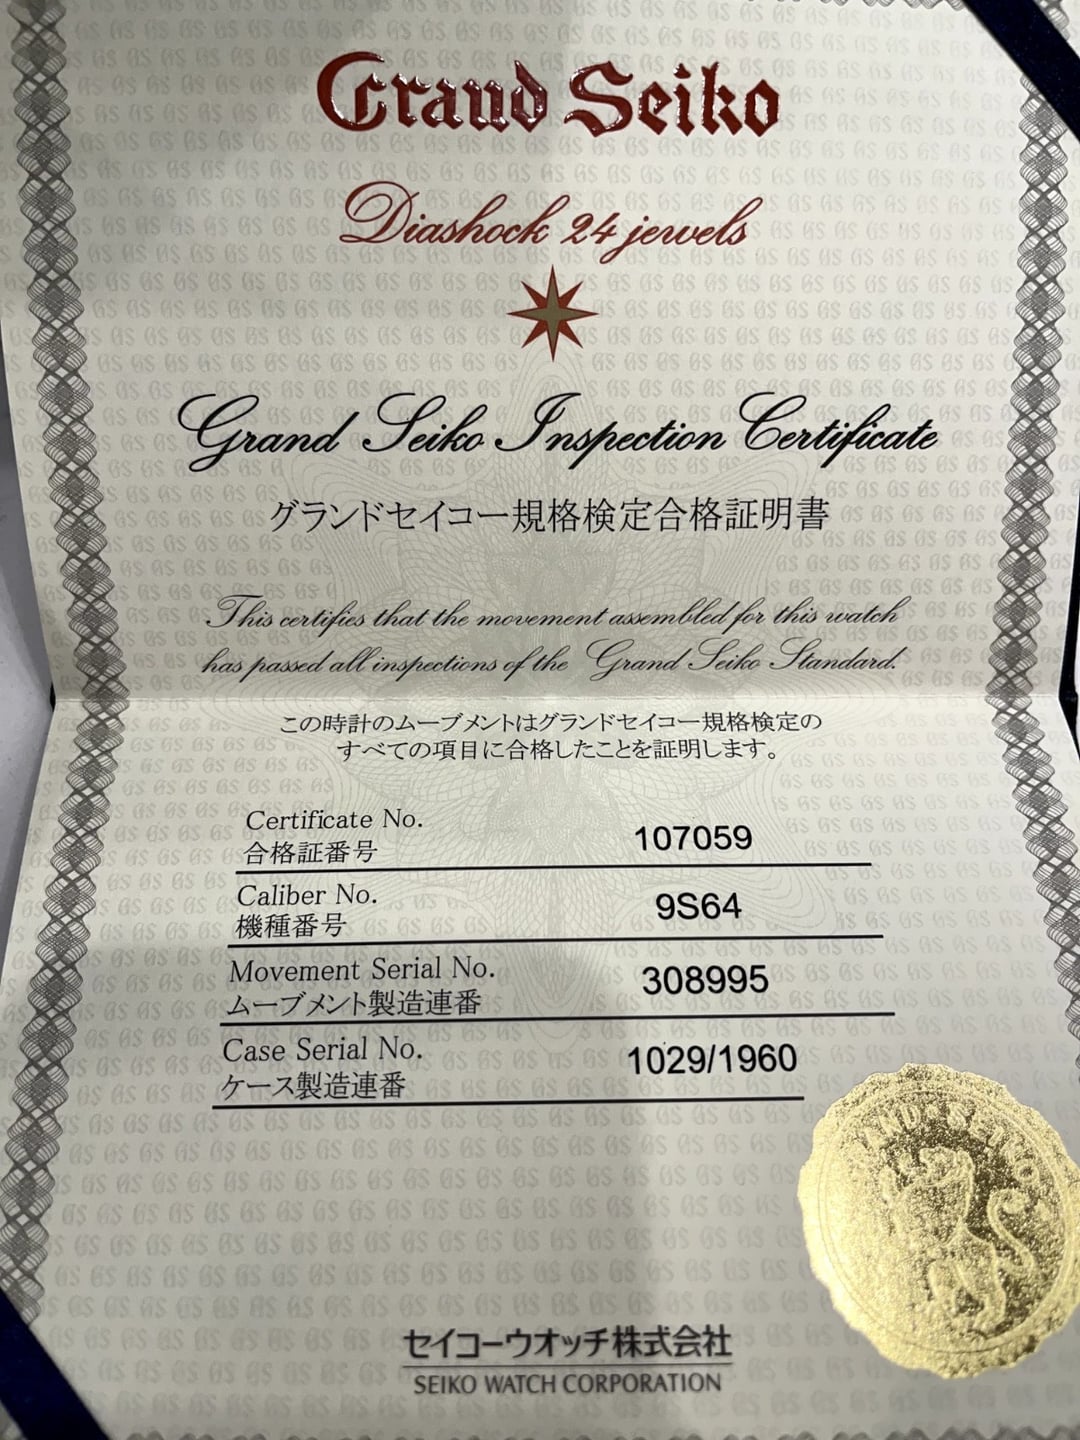 Grand Seiko
Diashock 24 jewels
Grand Seiko Inspection Certificate
グランドセイコー規格検定合格証明書
This certifies that the movement assembled for this watch
has passed all inspections of the Grand Seiko Standard.
この時計のムーブメントはグランドセイコー規格検定の
すべての項目に合格したことを証明します。
Certificate No.
合格証番号
107059
Caliber No.
機種番号
9S64
Movement Serial No.
ムーブメント製造連番
308995
Case Serial No.
ケース製造連番
1029/1960
GRAND·SEIKO
セイコーウオッチ株式会社
SEIKO WATCH CORPORATION